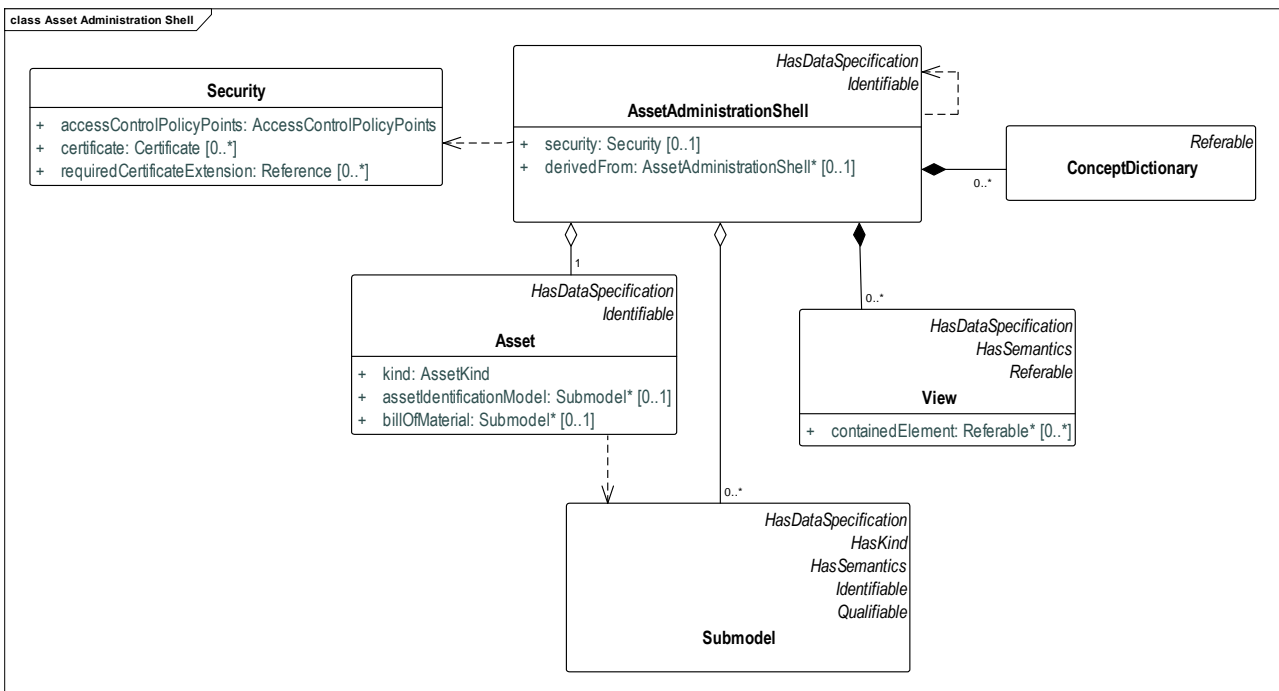 class Asset Administration Shell
Security
+ accessControlPolicyPoints: AccessControlPolicyPoints
+ certificate: Certificate [0..*]
+ requiredCertificateExtension: Reference [0..*]
HasDataSpecification
Identifiable
AssetAdministrationShell
+ security: Security [0..1]
+ derivedFrom: AssetAdministrationShell* [0..1]
Referable
ConceptDictionary
0..*
1
0..*
HasDataSpecification
Identifiable
Asset
+ kind: AssetKind
+ assetIdentificationModel: Submodel* [0..1]
+ billOfMaterial: Submodel* [0..1]
HasDataSpecification
HasSemantics
Referable
View
+ containedElement: Referable* [0..*]
0..*
HasDataSpecification
HasKind
HasSemantics
Identifiable
Qualifiable
Submodel